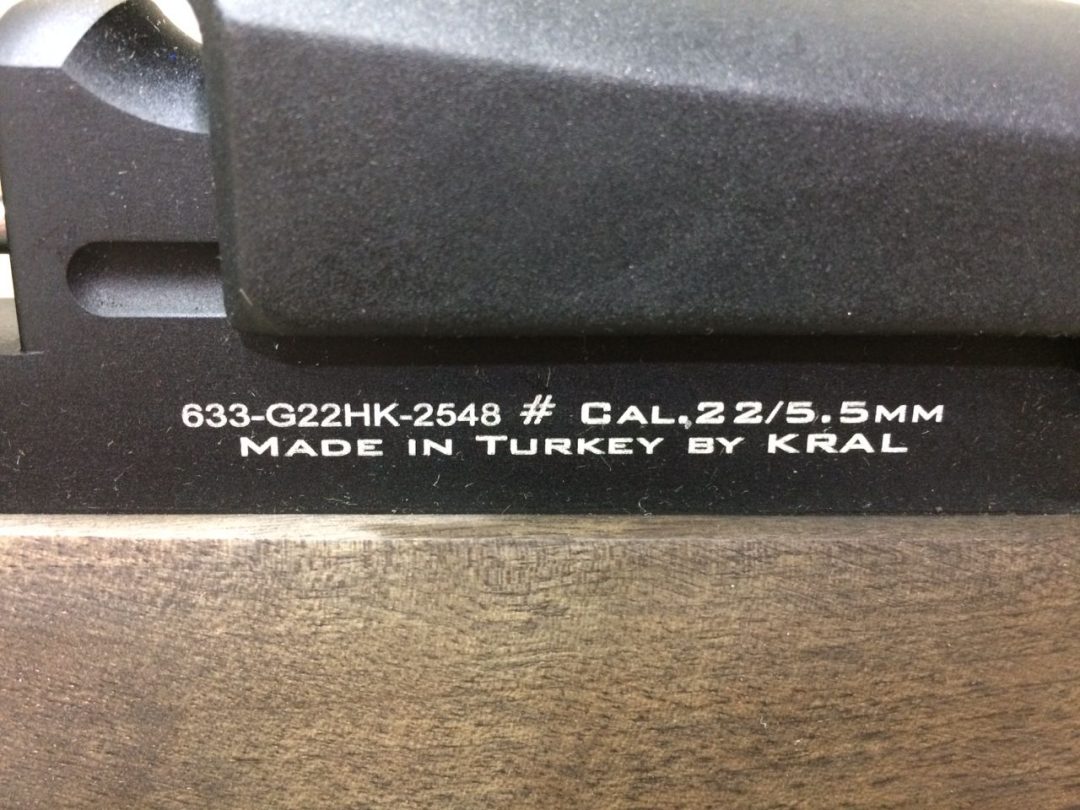 633-G22HK-2548 # CAL.22/5.5MM
MADE IN TURKEY BY KRAL